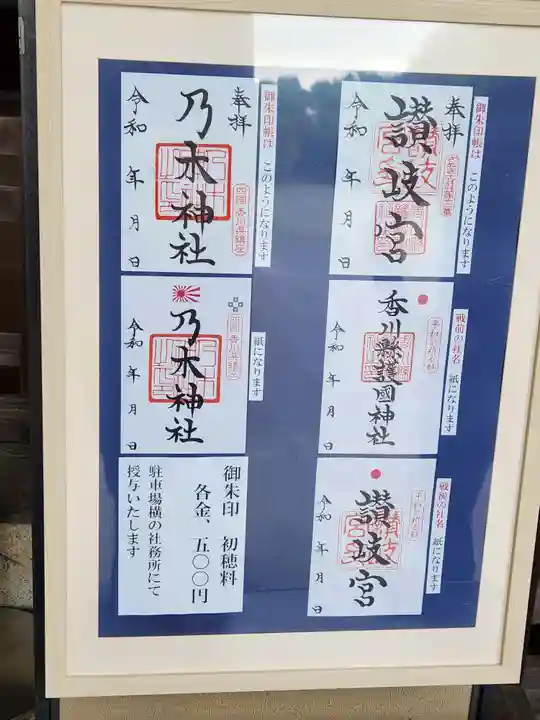 御朱印帳は このようになります
奉拝
讃岐宮
令和 年 月 日
戦前の社名 紙になります
香川縣護國神社
令和 年 月 日
戦後の社名 紙になります
讃岐宮
令和 年 月 日
御朱印帳は このようになります
奉拝
乃木神社
令和 年 月 日
紙になります
乃木神社
令和 年 月 日
御朱印 初穂料
各金、五〇〇円
駐車場横の社務所にて
授与いたします